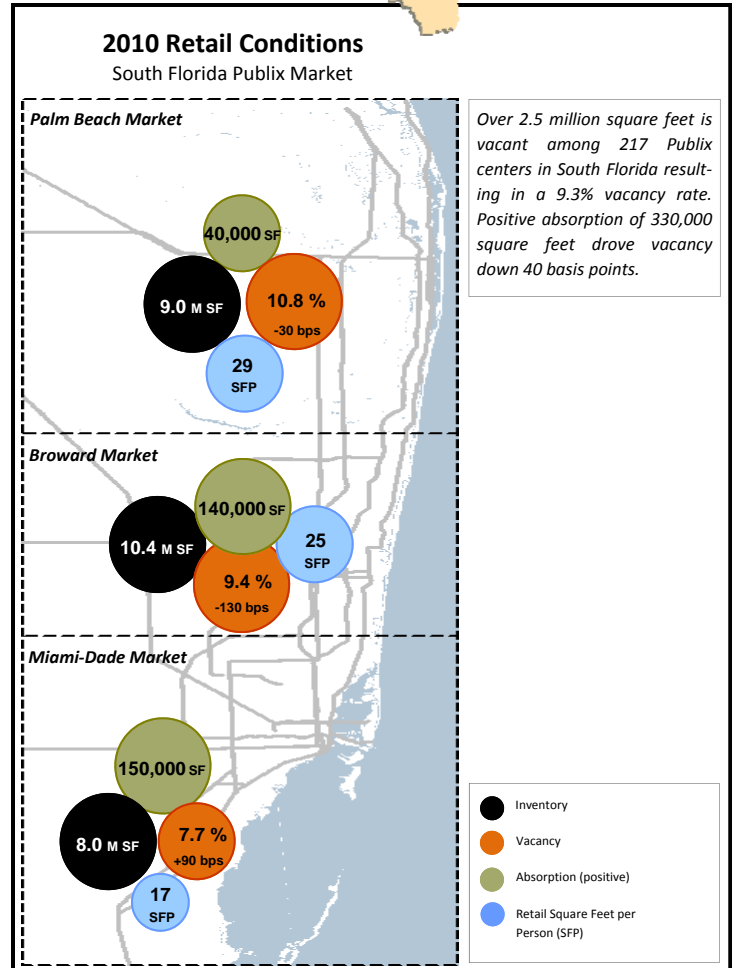 2010 Retail Conditions
South Florida Publix Market
Palm Beach Market
40,000 SF
9.0 M SF
10.8 %
-30 bps
29
SFP
Broward Market
140,000 SF
10.4 M SF
25
SFP
9.4 %
-130 bps
Miami-Dade Market
150,000 SF
8.0 M SF
7.7 %
+90 bps
17
SFP
Over 2.5 million square feet is
vacant among 217 Publix
centers in South Florida result-
ing in a 9.3% vacancy rate.
Positive absorption of 330,000
square feet drove vacancy
down 40 basis points.
Inventory
Vacancy
Absorption (positive)
Retail Square Feet per
Person (SFP)